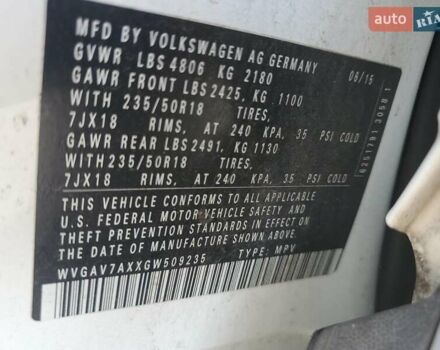 auto RIA
MFD BY VOLKSWAGEN AG GERMANY
GVWR LBS 4806 KG 2180 06/15
GAWR FRONT LBS 2425, KG 1100
WITH 235/50R18 TIRES,
7JX18 RIMS, AT 240 KPA, 35 PSI COLD
GAWR REAR LBS 2491, KG 1130
WITH 235/50R18 TIRES,
7JX18 RIMS, AT 240 KPA, 35 PSI COLD
THIS VEHICLE CONFORMS TO ALL APPLICABLE
U.S. FEDERAL MOTOR VEHICLE SAFETY AND
THEFT PREVENTION STANDARDS IN EFFECT ON
THE DATE OF MANUFACTURE SHOWN ABOVE.
WVGAV7AXXGW509235 TYPE: MPV